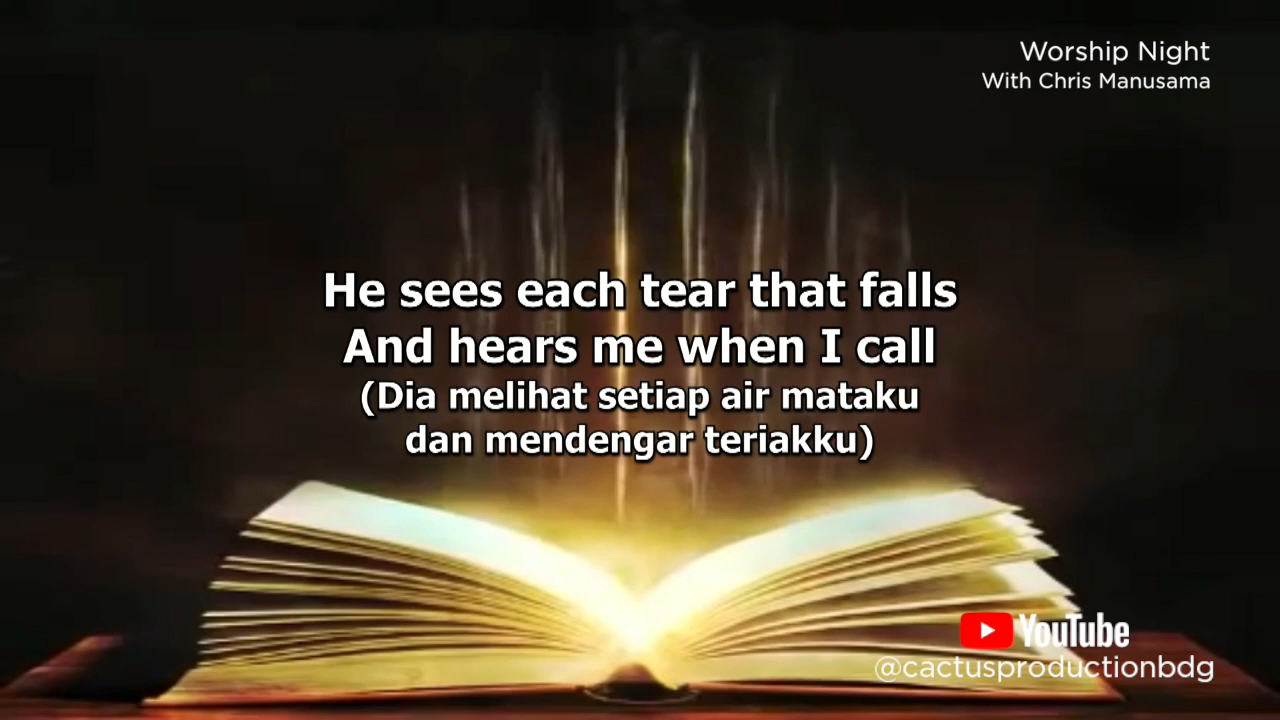 Worship Night
With Chris Manusama
He sees each tear that falls
And hears me when I call
(Dia melihat setiap air mataku
dan mendengar teriakku)
YouTube
@cactusproductionbdg